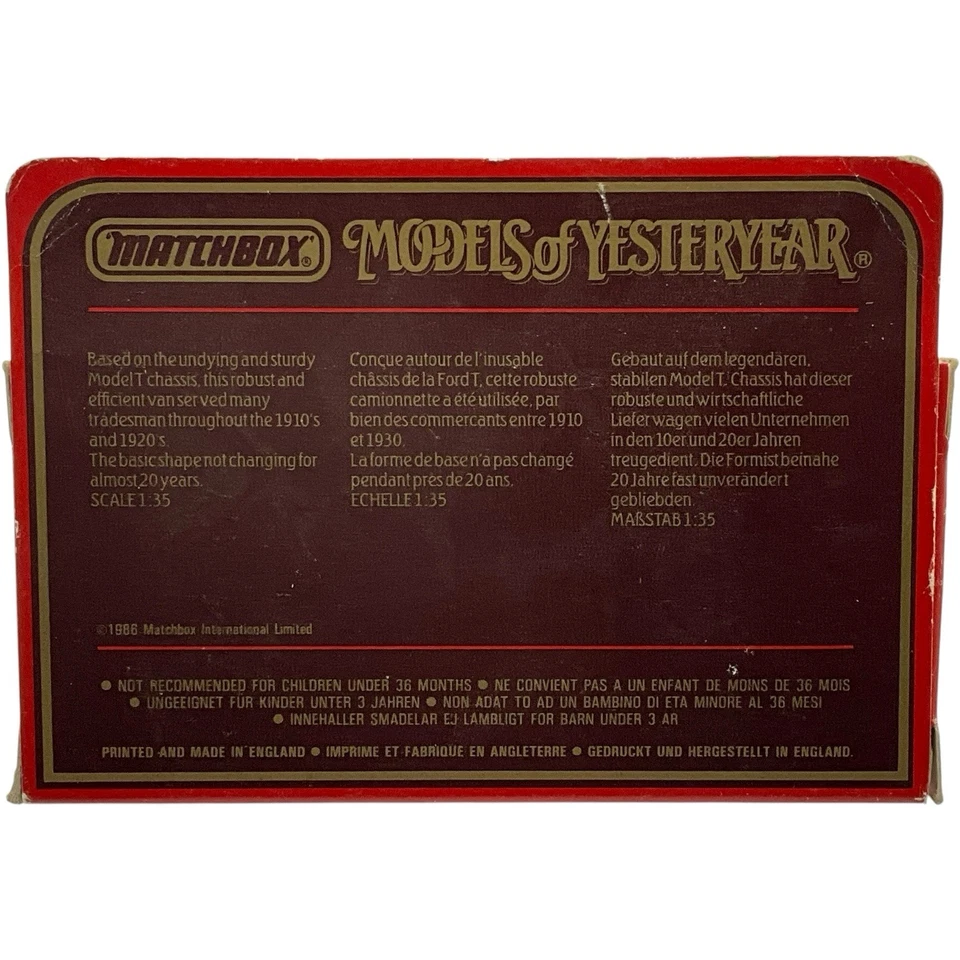 MATCHBOX® MODELS of YESTERYEAR®
Based on the undying and sturdy
Model T chassis, this robust and
efficient van served many
tradesman throughout the 1910's
and 1920's.
The basic shape not changing for
almost 20 years.
SCALE 1:35
Conçue autour de l'inusable
châssis de la Ford T, cette robuste
camionnette a été utilisée, par
bien des commercants entre 1910
et 1930.
La forme de base n'a pas changé
pendant près de 20 ans.
ECHELLE 1:35
Gebaut auf dem legendären,
stabilen Model T. Chassis hat dieser
robuste und wirtschaftliche
Lieferwagen vielen Unternehmen
in den 10er und 20er Jahren
treugedient. Die Form ist beinahe
20 Jahre fast unverändert
gebliebden.
MAßSTAB 1:35
©1986 Matchbox International Limited
● NOT RECOMMENDED FOR CHILDREN UNDER 36 MONTHS ● NE CONVIENT PAS A UN ENFANT DE MOINS DE 36 MOIS
● UNGEEIGNET FÜR KINDER UNTER 3 JAHREN ● NON ADAT TO AD UN BAMBINO DI ETA MINORE AL 36 MESI
● INNEHALLER SMADELAR EJ LAMBLIGT FOR BARN UNDER 3 AR
PRINTED AND MADE IN ENGLAND ● IMPRIME ET FABRIQUE EN ANGLETERRE ● GEDRUCKT UND HERGESTELLT IN ENGLAND.